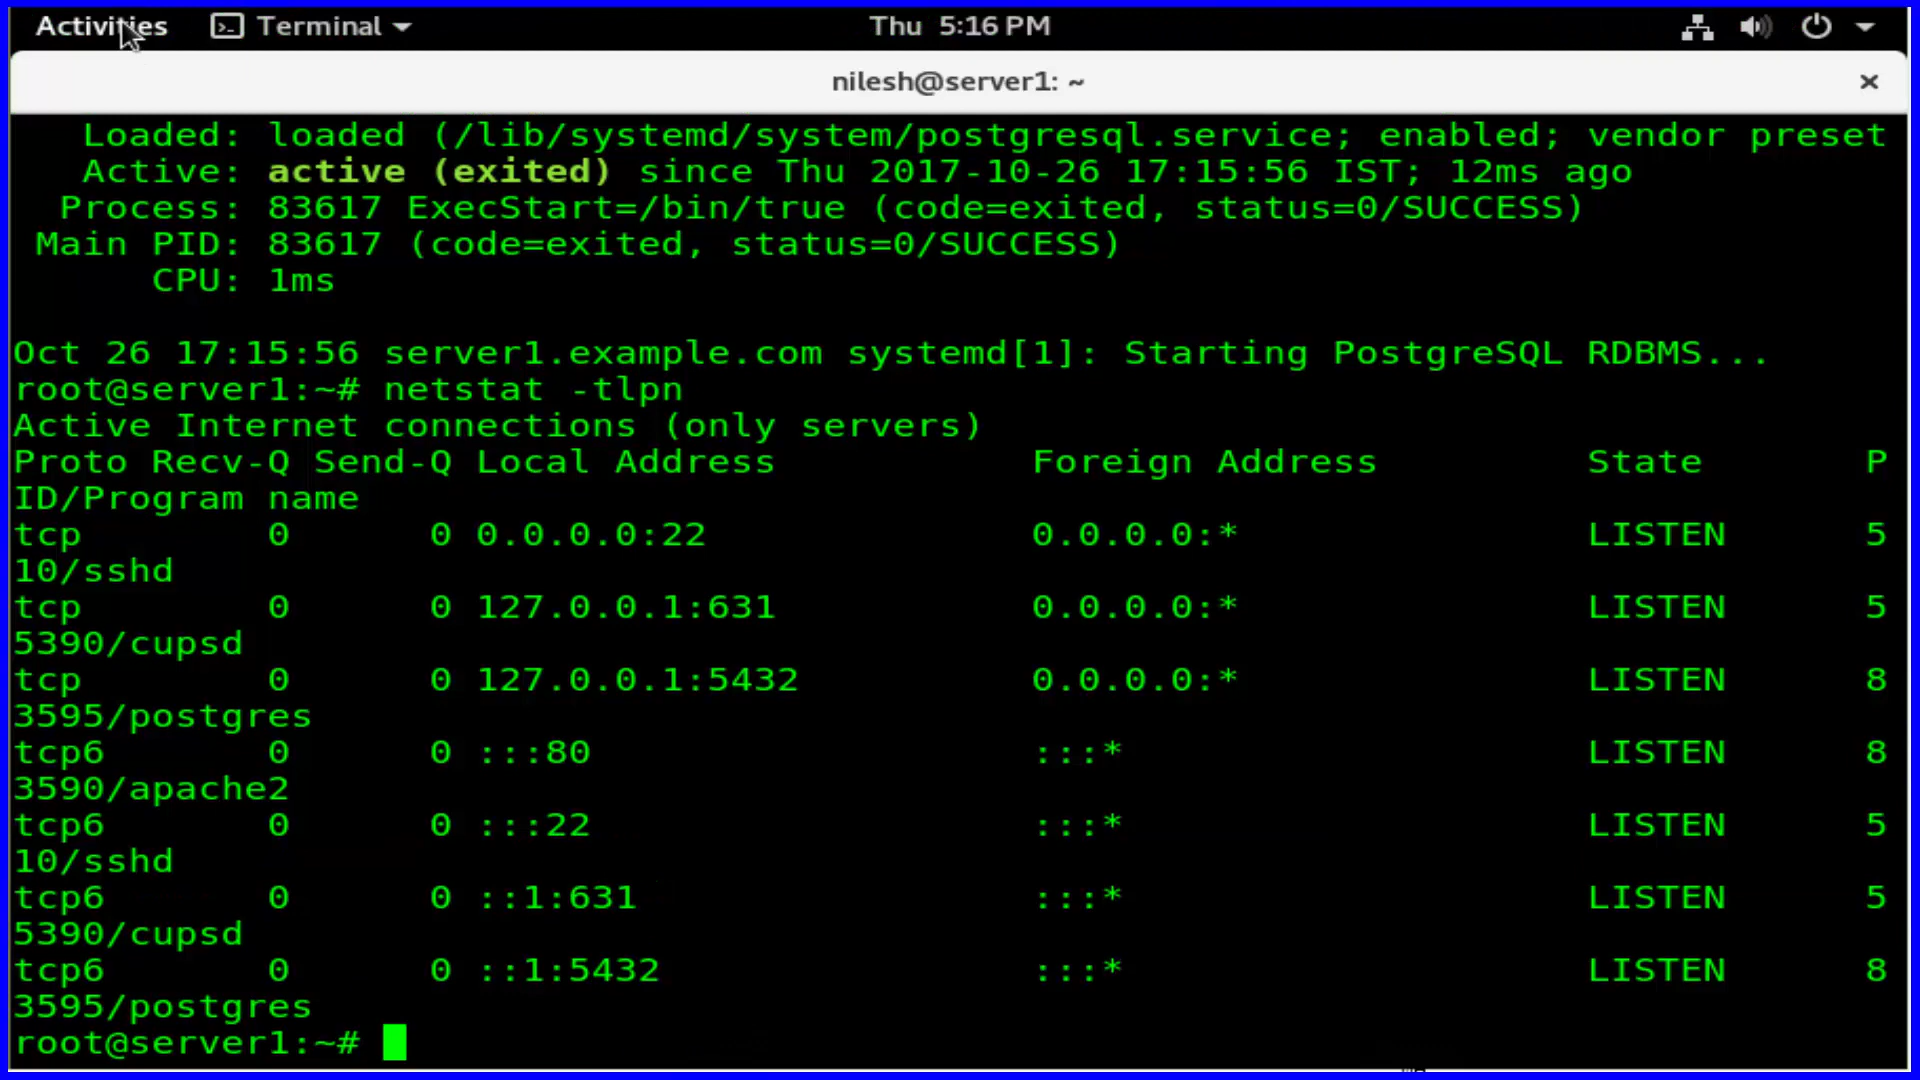 Activities Terminal Thu 5:16 PM
nilesh@server1: ~
Loaded: loaded (/lib/systemd/system/postgresql.service; enabled; vendor preset
Active: active (exited) since Thu 2017-10-26 17:15:56 IST; 12ms ago
Process: 83617 ExecStart=/bin/true (code=exited, status=0/SUCCESS)
Main PID: 83617 (code=exited, status=0/SUCCESS)
CPU: 1ms
Oct 26 17:15:56 server1.example.com systemd[1]: Starting PostgreSQL RDBMS...
root@server1:~# netstat -tlpn
Active Internet connections (only servers)
Proto Recv-Q Send-Q Local Address Foreign Address State P
ID/Program name
tcp 0 0 0.0.0.0:22 0.0.0.0:* LISTEN 5
10/sshd
tcp 0 0 127.0.0.1:631 0.0.0.0:* LISTEN 5
5390/cupsd
tcp 0 0 127.0.0.1:5432 0.0.0.0:* LISTEN 8
3595/postgres
tcp6 0 0 :::80 :::* LISTEN 8
3590/apache2
tcp6 0 0 :::22 :::* LISTEN 5
10/sshd
tcp6 0 0 ::1:631 :::* LISTEN 5
5390/cupsd
tcp6 0 0 ::1:5432 :::* LISTEN 8
3595/postgres
root@server1:~#